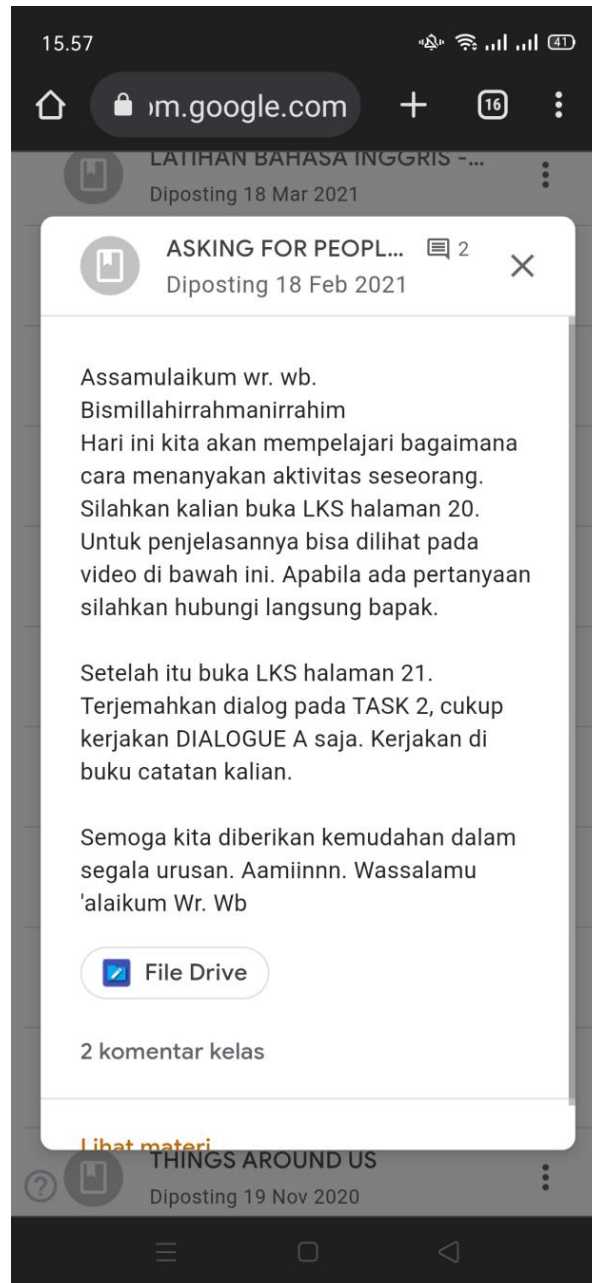 15.57
41
om.google.com
16
LATIHAN BAHASA INGGRIS -...
Diposting 18 Mar 2021
ASKING FOR PEOPL...
2
Diposting 18 Feb 2021
Assamulaikum wr. wb.
Bismillahirrahmanirrahim
Hari ini kita akan mempelajari bagaimana
cara menanyakan aktivitas seseorang.
Silahkan kalian buka LKS halaman 20.
Untuk penjelasannya bisa dilihat pada
video di bawah ini. Apabila ada pertanyaan
silahkan hubungi langsung bapak.
Setelah itu buka LKS halaman 21.
Terjemahkan dialog pada TASK 2, cukup
kerjakan DIALOGUE A saja. Kerjakan di
buku catatan kalian.
Semoga kita diberikan kemudahan dalam
segala urusan. Aamiinnn. Wassalamu
'alaikum Wr. Wb
File Drive
2 komentar kelas
Lihat materi
THINGS AROUND US
Diposting 19 Nov 2020